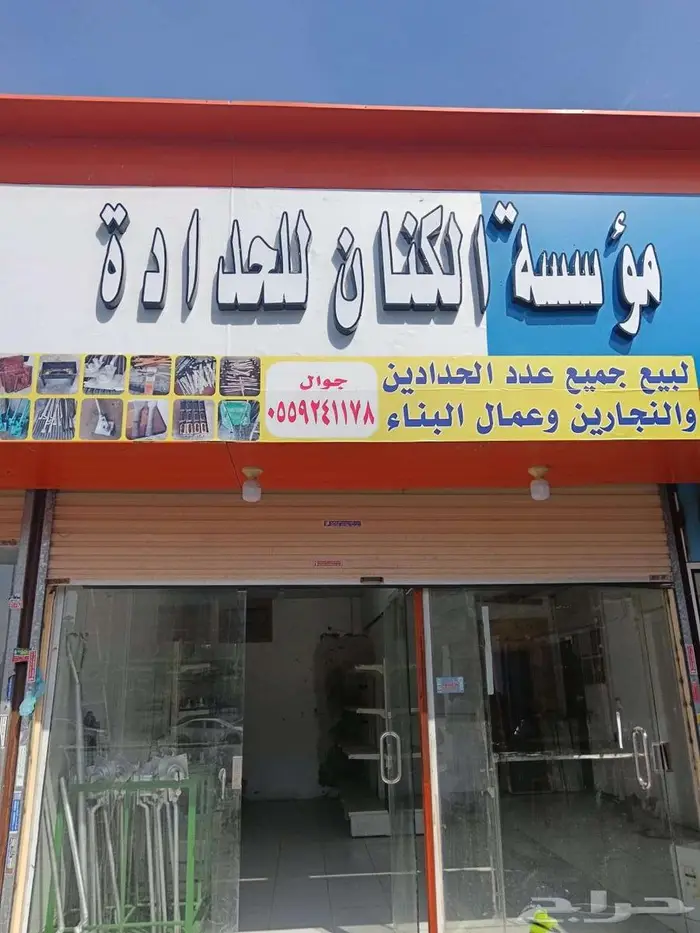 مؤسسة الكنان للحدادة
لبيع جميع عدد الحدادين
والنجارين وعمال البناء
جوال
٠٥٥٩٢٤١١٧٨
حراج